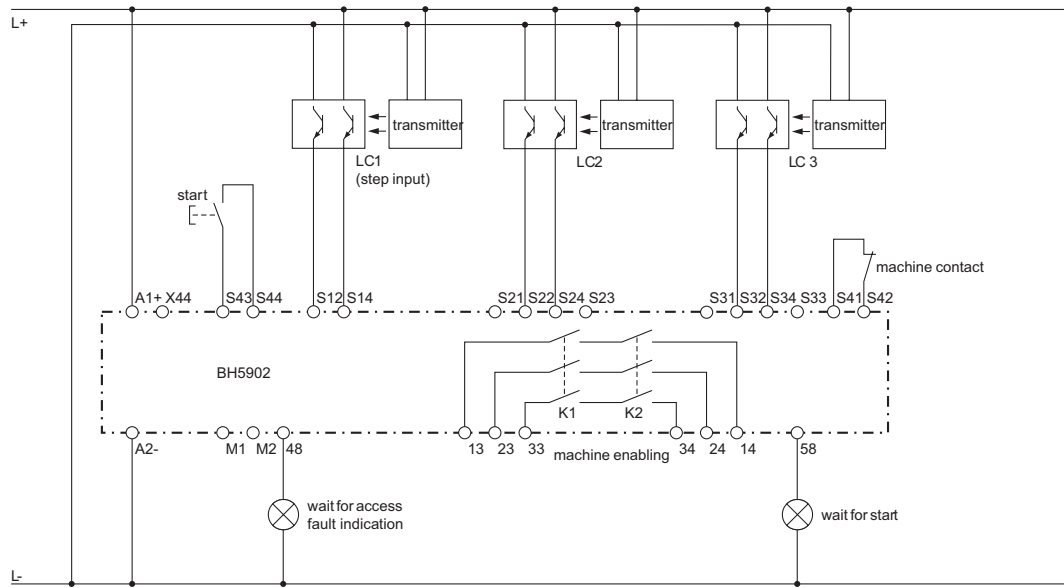 L+
transmitter
transmitter
transmitter
LC1
(step input)
LC2
LC 3
start
machine contact
A1+ X44 S43 S44 S12 S14 S21 S22 S24 S23 S31 S32 S34 S33 S41 S42
BH5902
K1 K2
A2- M1 M2 48 13 23 33 machine enabling 34 24 14 58
wait for access
fault indication
wait for start
L-